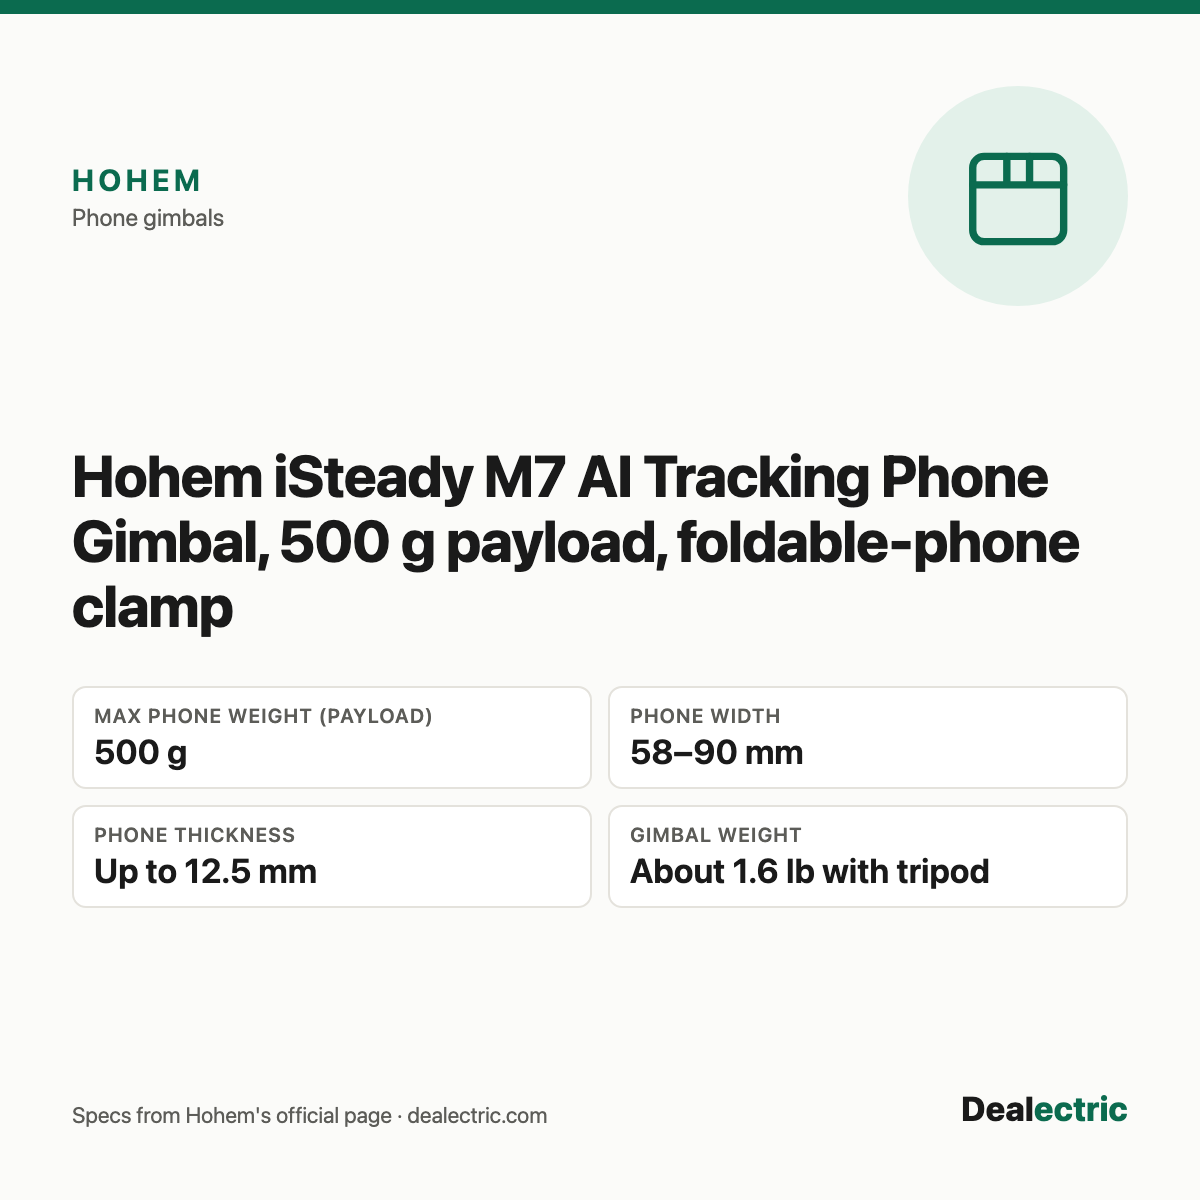 HOHEM
Phone gimbals
Hohem iSteady M7 AI Tracking Phone
Gimbal, 500 g payload, foldable-phone
clamp
MAX PHONE WEIGHT (PAYLOAD)
500 g
PHONE WIDTH
58–90 mm
PHONE THICKNESS
Up to 12.5 mm
GIMBAL WEIGHT
About 1.6 lb with tripod
Specs from Hohem's official page · dealectric.com
Dealectric